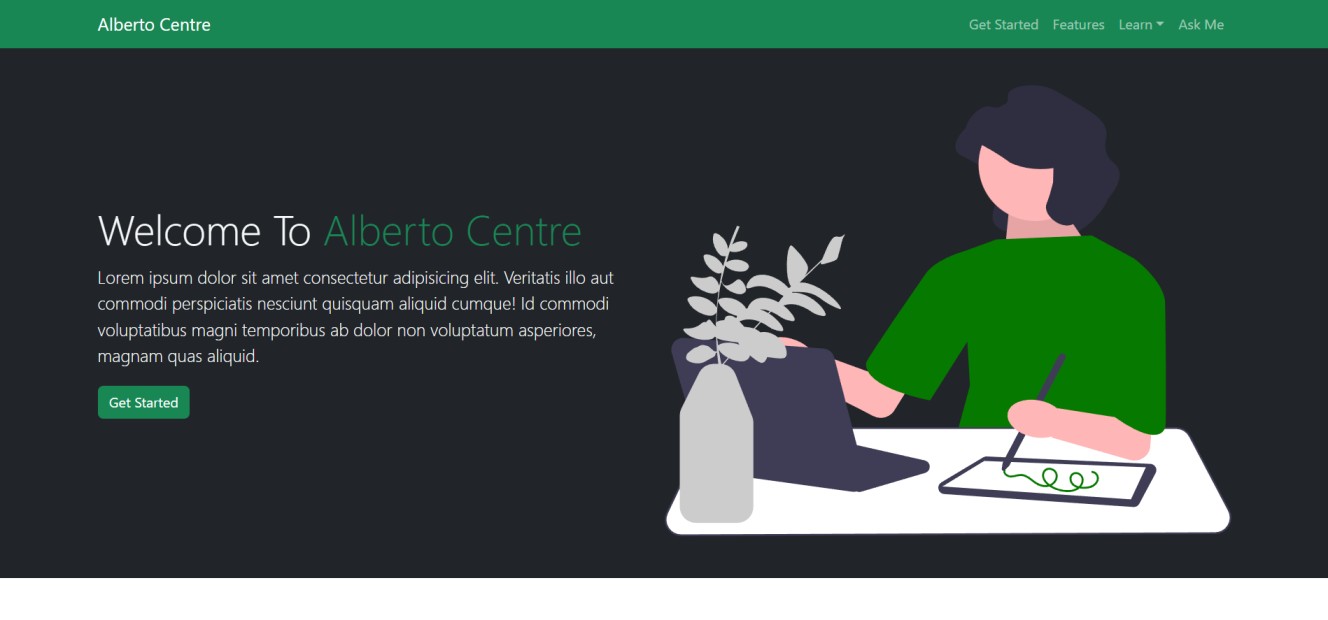 Alberto Centre
Get Started Features Learn Ask Me
Welcome To Alberto Centre
Lorem ipsum dolor sit amet consectetur adipisicing elit. Veritatis illo aut
commodi perspiciatis nesciunt quisquam aliquid cumque! Id commodi
voluptatibus magni temporibus ab dolor non voluptatum asperiores,
magnam quas aliquid.
Get Started